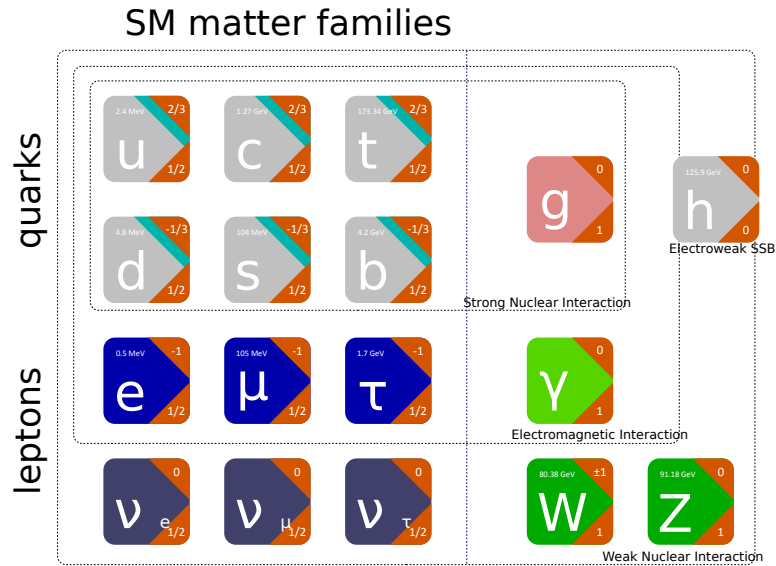 SM matter families
quarks
2.4 MeV 2/3
u
1/2
1.27 GeV 2/3
c
1/2
173.34 GeV 2/3
t
1/2
0
g
1
125.9 GeV 0
h
0
Electroweak SSB
4.8 MeV -1/3
d
1/2
104 MeV -1/3
s
1/2
4.2 GeV -1/3
b
1/2
Strong Nuclear Interaction
leptons
0.5 MeV -1
e
1/2
105 MeV -1
μ
1/2
1.7 GeV -1
τ
1/2
0
γ
1
Electromagnetic Interaction
0
ν e
1/2
0
ν μ
1/2
0
ν τ
1/2
80.38 GeV ±1
W
1
91.18 GeV 0
Z
1
Weak Nuclear Interaction